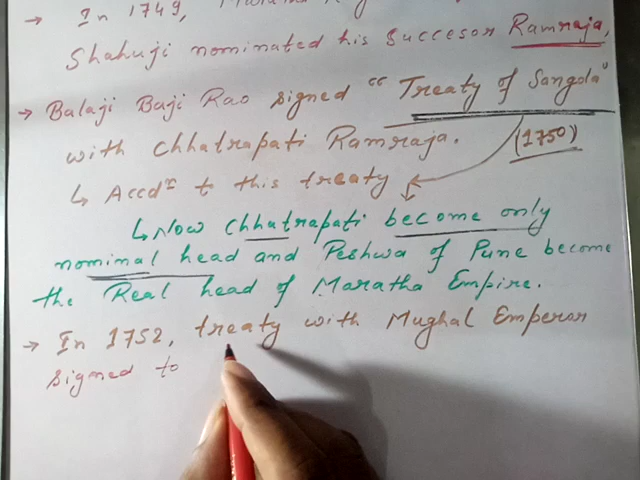 → In 1749,
Shahuji nominated his Succesor Ramraja,
→ Balaji Baji Rao signed "Treaty of Sangola"
with Chhatrapati Ramraja. (1750)
↳ Accdⁿ to this treaty
↳ Now Chhatrapati become only
nominal head and Peshwa of Pune become
the Real head of Maratha Empire.
→ In 1752, treaty with Mughal Emperor
signed to